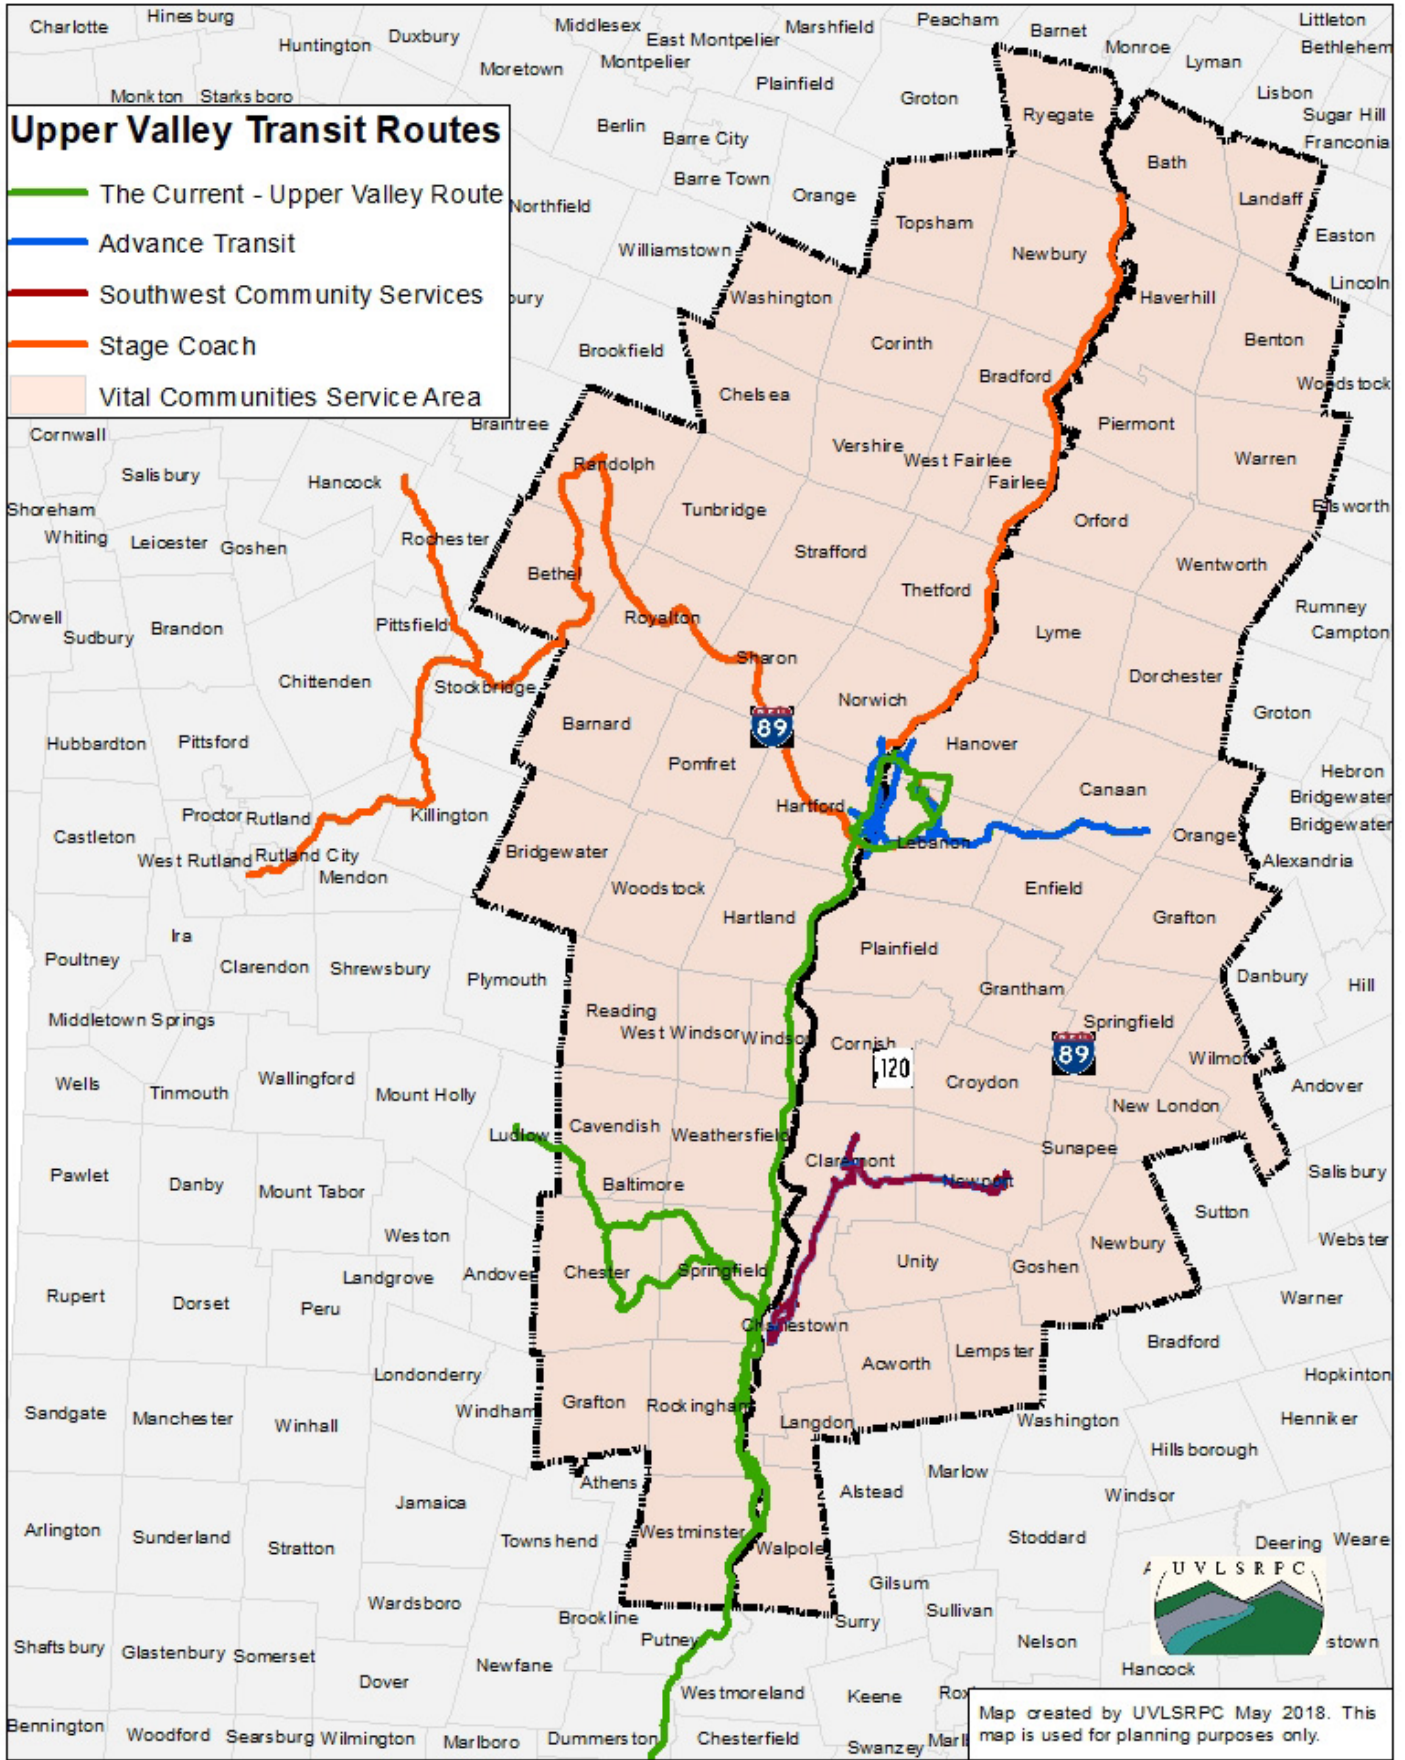 Charlotte
Hinesburg
Huntington
Duxbury
Middlesex
East Montpelier
Montpelier
Marshfield
Peacham
Barnet
Monroe
Littleton
Bethlehem
Lyman
Moretown
Plainfield
Groton
Lisbon
Sugar Hill
Franconia
Monkton
Starksboro
Ryegate
Upper Valley Transit Routes
The Current - Upper Valley Route
Advance Transit
Southwest Community Services
Stage Coach
Vital Communities Service Area
Berlin
Barre City
Barre Town
Orange
Bath
Landaff
Northfield
Topsham
Easton
Williamstown
Newbury
Lincoln
bury
Washington
Haverhill
Brookfield
Corinth
Benton
Chelsea
Bradford
Woodstock
Braintree
Piermont
Cornwall
Vershire
West Fairlee
Warren
Salisbury
Hancock
Randolph
Fairlee
Shoreham
Tunbridge
Orford
Ellsworth
Whiting
Leicester
Goshen
Rochester
Strafford
Wentworth
Bethel
Thetford
Orwell
Sudbury
Brandon
Pittsfield
Royalton
Lyme
Rumney
Campton
Chittenden
Stockbridge
Sharon
Norwich
Dorchester
Barnard
89
Groton
Hubbardton
Pittsford
Pomfret
Hanover
Hebron
Canaan
Bridgewater
Bridgewater
Proctor
Rutland
Killington
Hartford
Castleton
West Rutland
Rutland City
Mendon
Bridgewater
Lebanon
Orange
Alexandria
Woodstock
Enfield
Hartland
Grafton
Ira
Plainfield
Poultney
Clarendon
Shrewsbury
Plymouth
Grantham
Danbury
Hill
Middletown Springs
Reading
West Windsor
Windsor
Springfield
Cornish
89
Wilmot
120
Wells
Tinmouth
Wallingford
Mount Holly
Croydon
Andover
New London
Ludlow
Cavendish
Weathersfield
Sunapee
Claremont
Newport
Salisbury
Pawlet
Danby
Mount Tabor
Baltimore
Sutton
Weston
Newbury
Webster
Landgrove
Andover
Chester
Springfield
Unity
Goshen
Rupert
Dorset
Peru
Charlestown
Warner
Bradford
Lempster
Acworth
Londonderry
Hopkinton
Sandgate
Manchester
Winhall
Windham
Grafton
Rockingham
Langdon
Washington
Henniker
Hillsborough
Athens
Alstead
Marlow
Windsor
Jamaica
Arlington
Sunderland
Stratton
Townshend
Westminster
Walpole
Stoddard
Deering
Weare
A
UVLSRPC
Gilsum
Wardsboro
Brookline
Surry
Sullivan
Shaftsbury
Glastenbury
Somerset
Putney
Nelson
stown
Dover
Newfane
Hancock
Westmoreland
Keene
Rox
Bennington
Woodford
Searsburg
Wilmington
Marlboro
Dummerston
Chesterfield
Swanzey
Marl
Map created by UVLSRPC May 2018. This
map is used for planning purposes only.